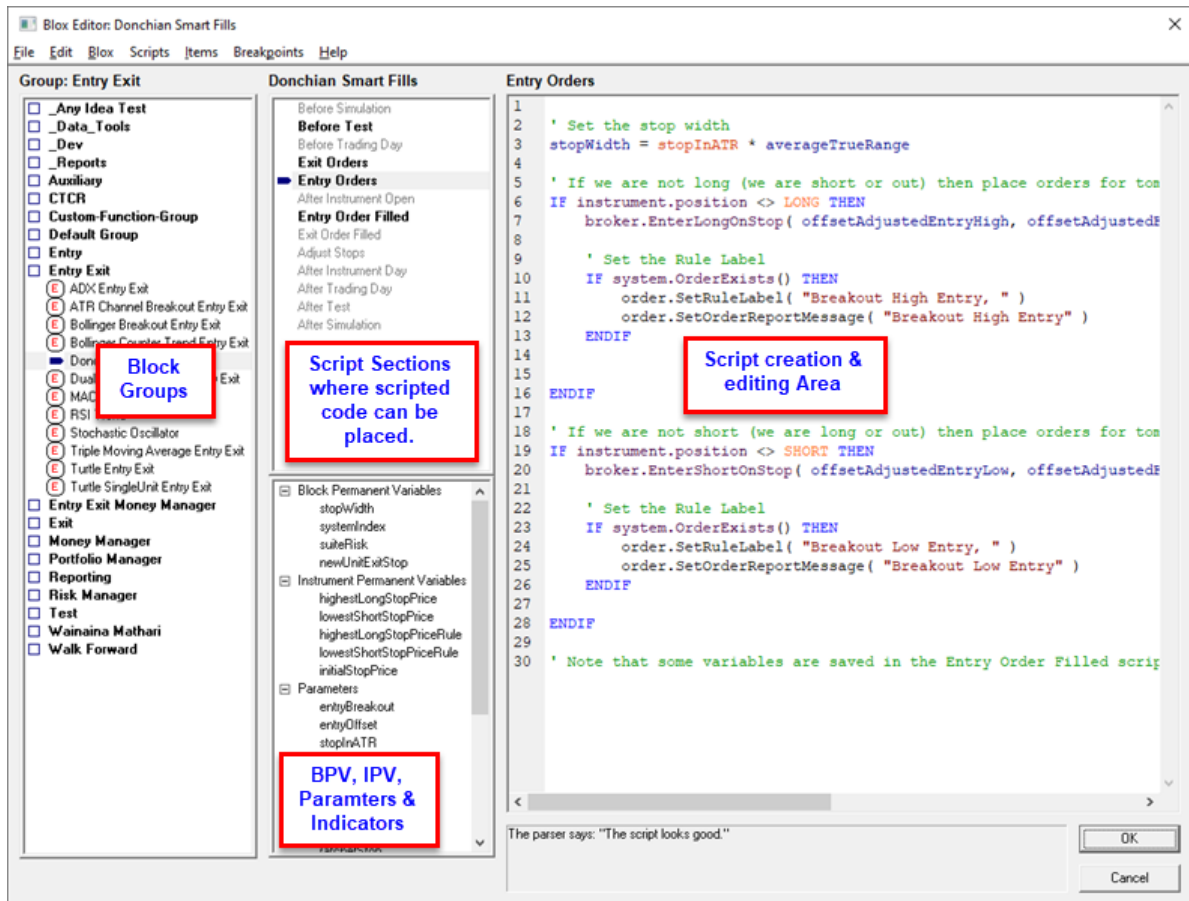 Blox Editor: Donchian Smart Fills
File Edit Blox Scripts Items Breakpoints Help
Group: Entry Exit
_Any Idea Test
_Data_Tools
_Dev
_Reports
Auxiliary
CTCR
Custom-Function-Group
Default Group
Entry
Entry Exit
E ADX Entry Exit
E ATR Channel Breakout Entry Exit
E Bollinger Breakout Entry Exit
E Bollinger Counter Trend Entry Exit
Donc
E Dual Exit
E MAC
E RSI
E Stochastic Oscillator
E Triple Moving Average Entry Exit
E Turtle Entry Exit
E Turtle SingleUnit Entry Exit
Entry Exit Money Manager
Exit
Money Manager
Portfolio Manager
Reporting
Risk Manager
Test
Wainaina Mathari
Walk Forward
Block
Groups
Donchian Smart Fills
Before Simulation
Before Test
Before Trading Day
Exit Orders
Entry Orders
After Instrument Open
Entry Order Filled
Exit Order Filled
Adjust Stops
After Instrument Day
After Trading Day
After Test
After Simulation
Script Sections
where scripted
code can be
placed.
Block Permanent Variables
stopWidth
systemIndex
suiteRisk
newUnitExitStop
Instrument Permanent Variables
highestLongStopPrice
lowestShortStopPrice
highestLongStopPriceRule
lowestShortStopPriceRule
initialStopPrice
Parameters
entryBreakout
entryOffset
stopInATR
BPV, IPV,
Paramters &
Indicators
Entry Orders
1
2 ' Set the stop width
3 stopWidth = stopInATR * averageTrueRange
4
5 ' If we are not long (we are short or out) then place orders for tom
6 IF instrument.position <> LONG THEN
7 broker.EnterLongOnStop( offsetAdjustedEntryHigh, offsetAdjustedE
8
9 ' Set the Rule Label
10 IF system.OrderExists() THEN
11 order.SetRuleLabel( "Breakout High Entry, " )
12 order.SetOrderReportMessage( "Breakout High Entry" )
13 ENDIF
14
15
16 ENDIF
17
18 ' If we are not short (we are long or out) then place orders for tom
19 IF instrument.position <> SHORT THEN
20 broker.EnterShortOnStop( offsetAdjustedEntryLow, offsetAdjustedE
21
22 ' Set the Rule Label
23 IF system.OrderExists() THEN
24 order.SetRuleLabel( "Breakout Low Entry, " )
25 order.SetOrderReportMessage( "Breakout Low Entry" )
26 ENDIF
27
28 ENDIF
29
30 ' Note that some variables are saved in the Entry Order Filled scrip
Script creation &
editing Area
The parser says: "The script looks good."
OK
Cancel